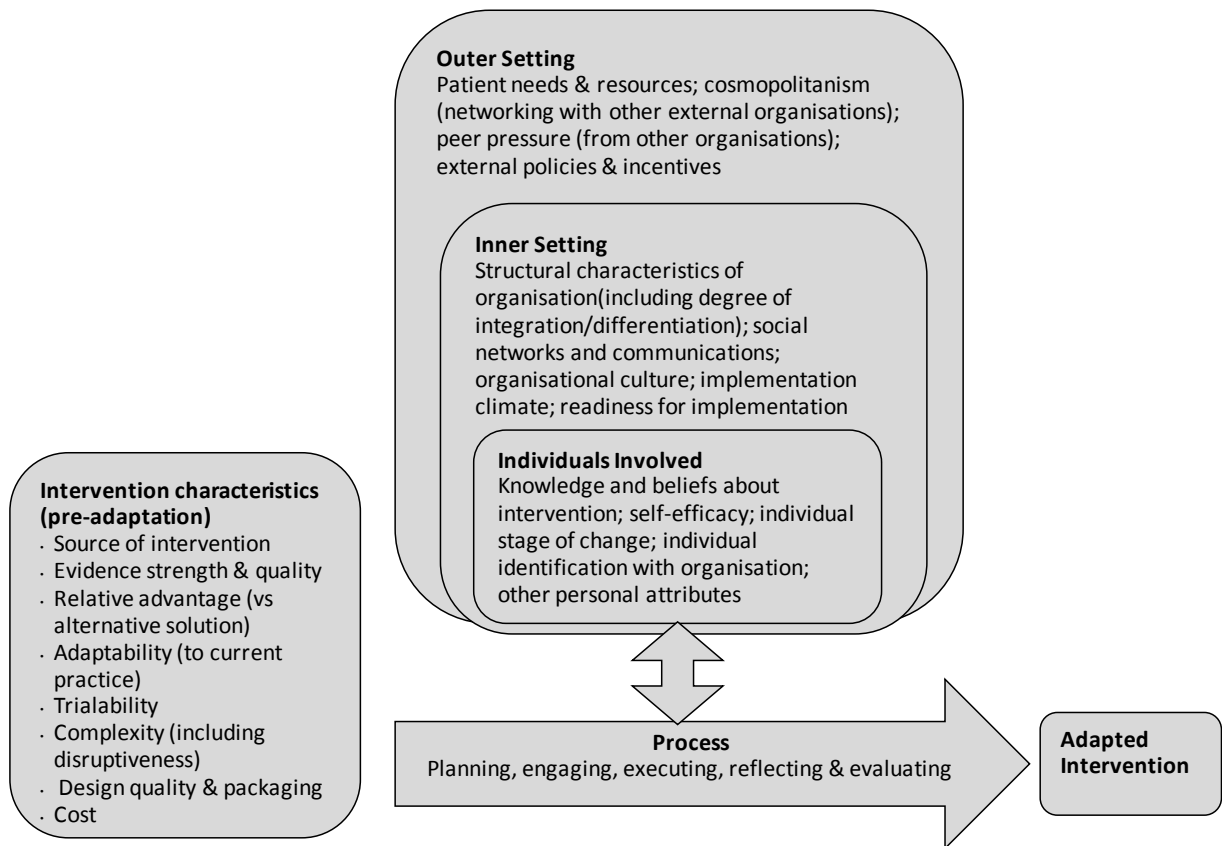 Outer Setting
Patient needs & resources; cosmopolitanism
(networking with other external organisations);
peer pressure (from other organisations);
external policies & incentives
Inner Setting
Structural characteristics of
organisation(including degree of
integration/differentiation); social
networks and communications;
organisational culture; implementation
climate; readiness for implementation
Individuals Involved
Knowledge and beliefs about
intervention; self-efficacy; individual
stage of change; individual
identification with organisation;
other personal attributes
Intervention characteristics
(pre-adaptation)
· Source of intervention
· Evidence strength & quality
· Relative advantage (vs
alternative solution)
· Adaptability (to current
practice)
· Trialability
· Complexity (including
disruptiveness)
· Design quality & packaging
· Cost
Process
Planning, engaging, executing, reflecting & evaluating
Adapted
Intervention